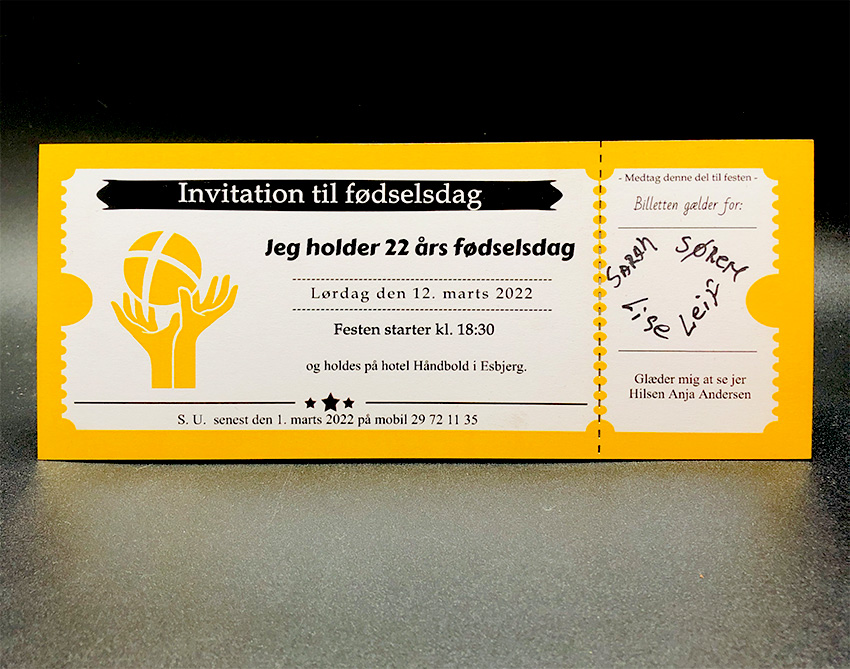 Invitation til fødselsdag
Jeg holder 22 års fødselsdag
Lørdag den 12. marts 2022
Festen starter kl. 18:30
og holdes på hotel Håndbold i Esbjerg.
S. U. senest den 1. marts 2022 på mobil 29 72 11 35
- Medtag denne del til festen -
Billetten gælder for:
SARAH SØREN
Lise Leif
Glæder mig at se jer
Hilsen Anja Andersen